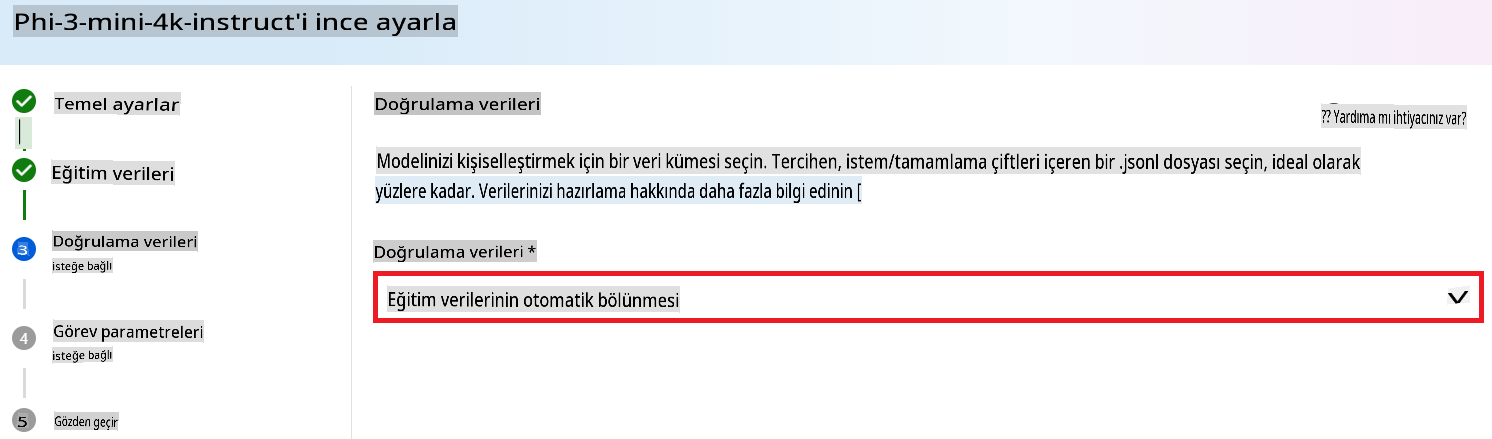 Phi-3-mini-4k-instruct'i ince ayarla
Temel ayarlar
Eğitim verileri
3
Doğrulama verileri
isteğe bağlı
4
Görev parametreleri
isteğe bağlı
5
Gözden geçir
Doğrulama verileri
?? Yardıma mı ihtiyacınız var?
Modelinizi kişiselleştirmek için bir veri kümesi seçin. Tercihen, istem/tamamlama çiftleri içeren bir .jsonl dosyası seçin, ideal olarak
yüzlere kadar. Verilerinizi hazırlama hakkında daha fazla bilgi edinin [
Doğrulama verileri *
Eğitim verilerinin otomatik bölünmesi